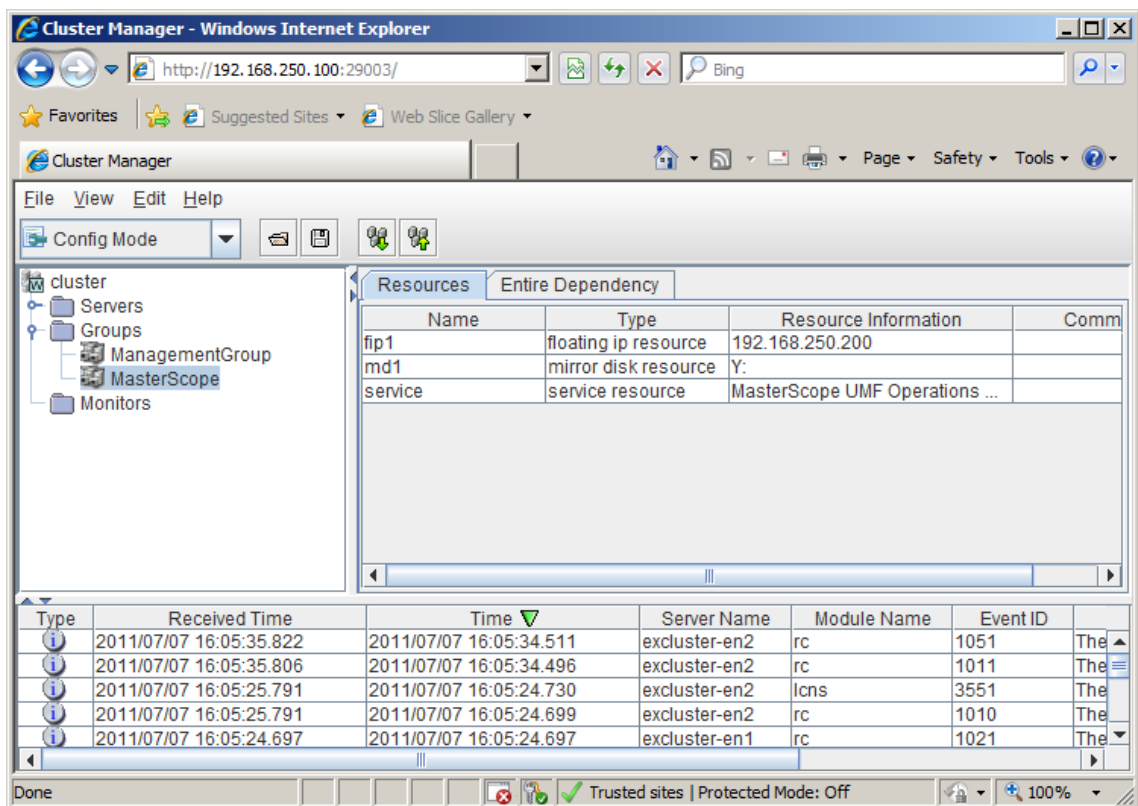 Cluster Manager - Windows Internet Explorer
http://192.168.250.100:29003/
Bing
Favorites Suggested Sites Web Slice Gallery
Cluster Manager Page Safety Tools
File View Edit Help
Config Mode
cluster
Servers
Groups
ManagementGroup
MasterScope
Monitors
Resources Entire Dependency
Name Type Resource Information Comm
fip1 floating ip resource 192.168.250.200
md1 mirror disk resource Y:
service service resource MasterScope UMF Operations ...
Type Received Time Time Server Name Module Name Event ID
2011/07/07 16:05:35.822 2011/07/07 16:05:34.511 excluster-en2 rc 1051 The
2011/07/07 16:05:35.806 2011/07/07 16:05:34.496 excluster-en2 rc 1011 The
2011/07/07 16:05:25.791 2011/07/07 16:05:24.730 excluster-en2 lcns 3551 The
2011/07/07 16:05:25.791 2011/07/07 16:05:24.699 excluster-en2 rc 1010 The
2011/07/07 16:05:24.697 2011/07/07 16:05:24.697 excluster-en1 rc 1021 The
Done Trusted sites | Protected Mode: Off 100%